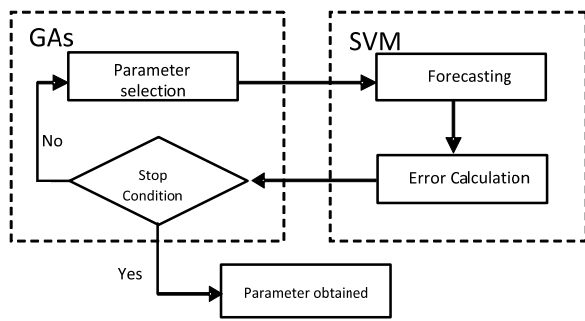 GAs
SVM
Parameter
selection
Forecasting
No
Stop
Condition
Error Calculation
Yes
Parameter obtained